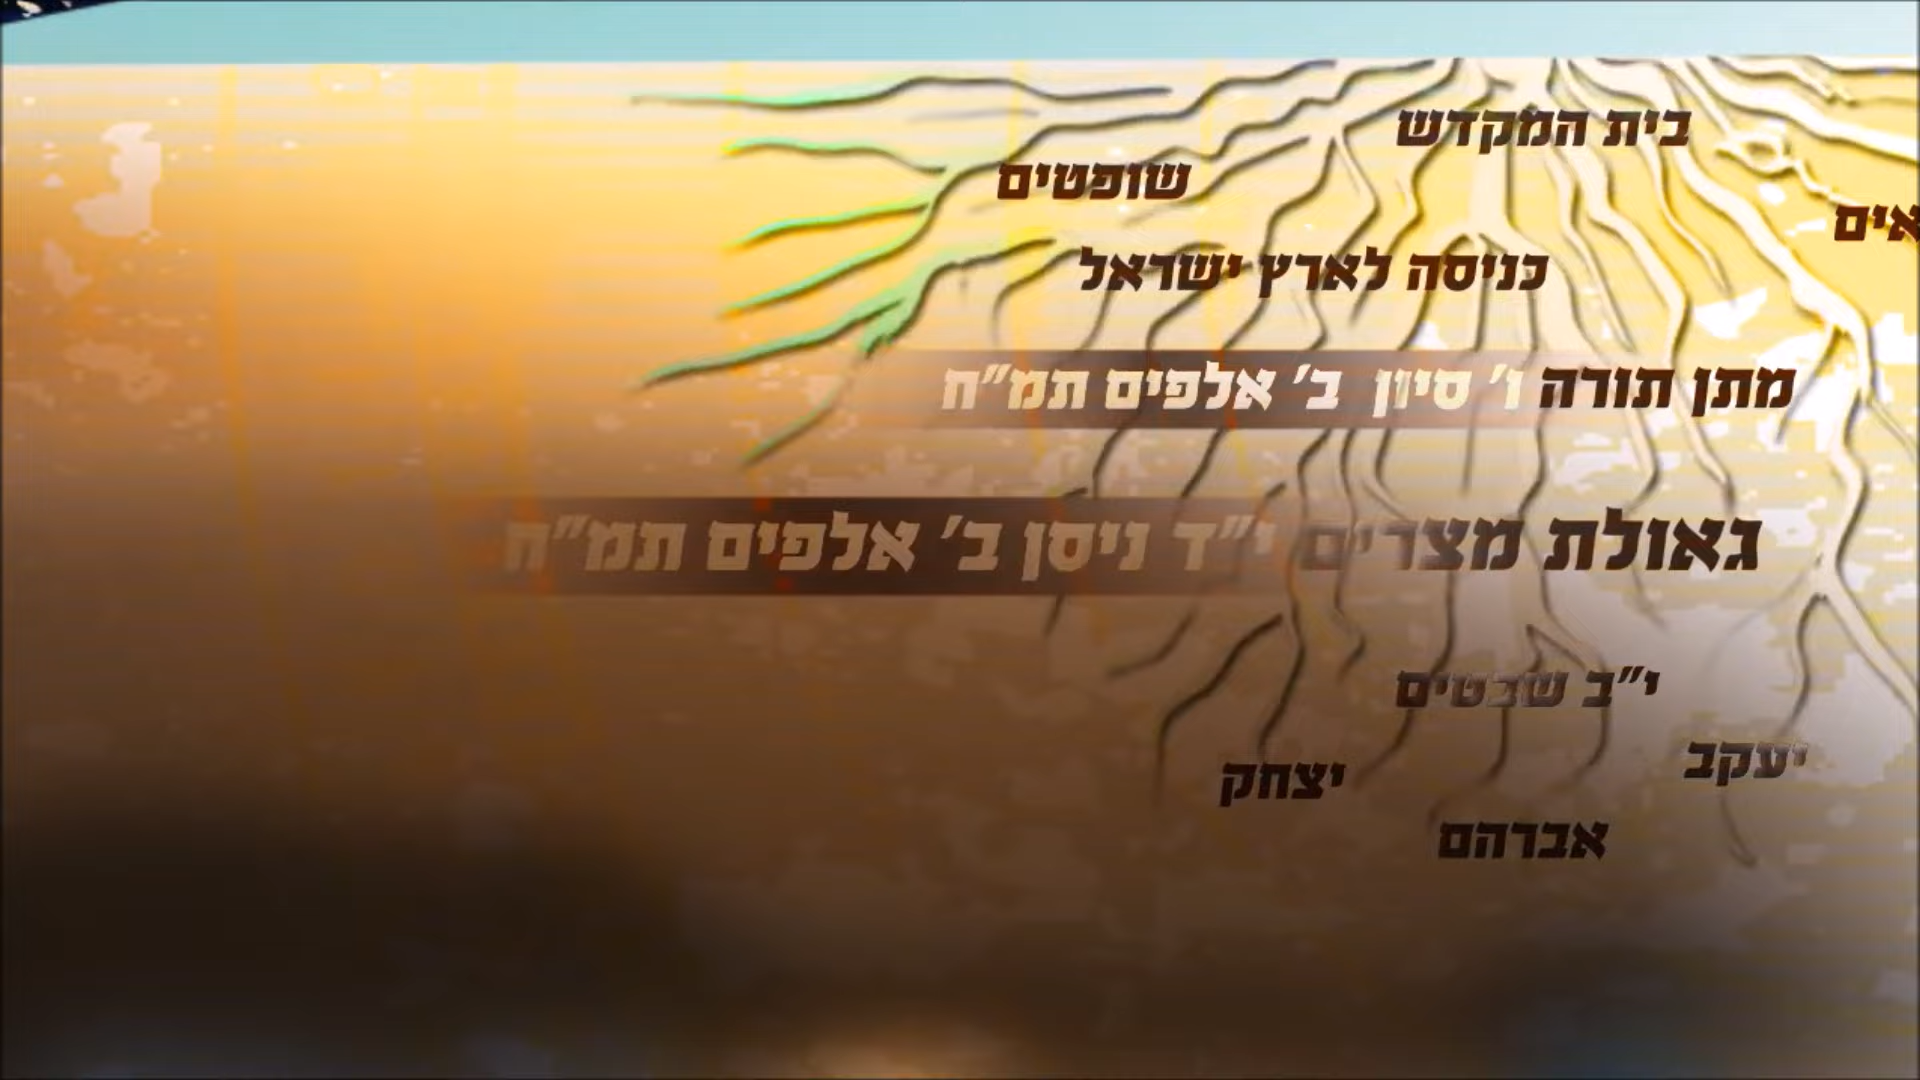 בית המקדש
שופטים
אים
כניסה לארץ ישראל
מתן תורה ו' סיון ב' אלפים תמ"ח
גאולת מצרים י"ד ניסן ב' אלפים תמ"ח
י"ב שבטים
יעקב
יצחק
אברהם